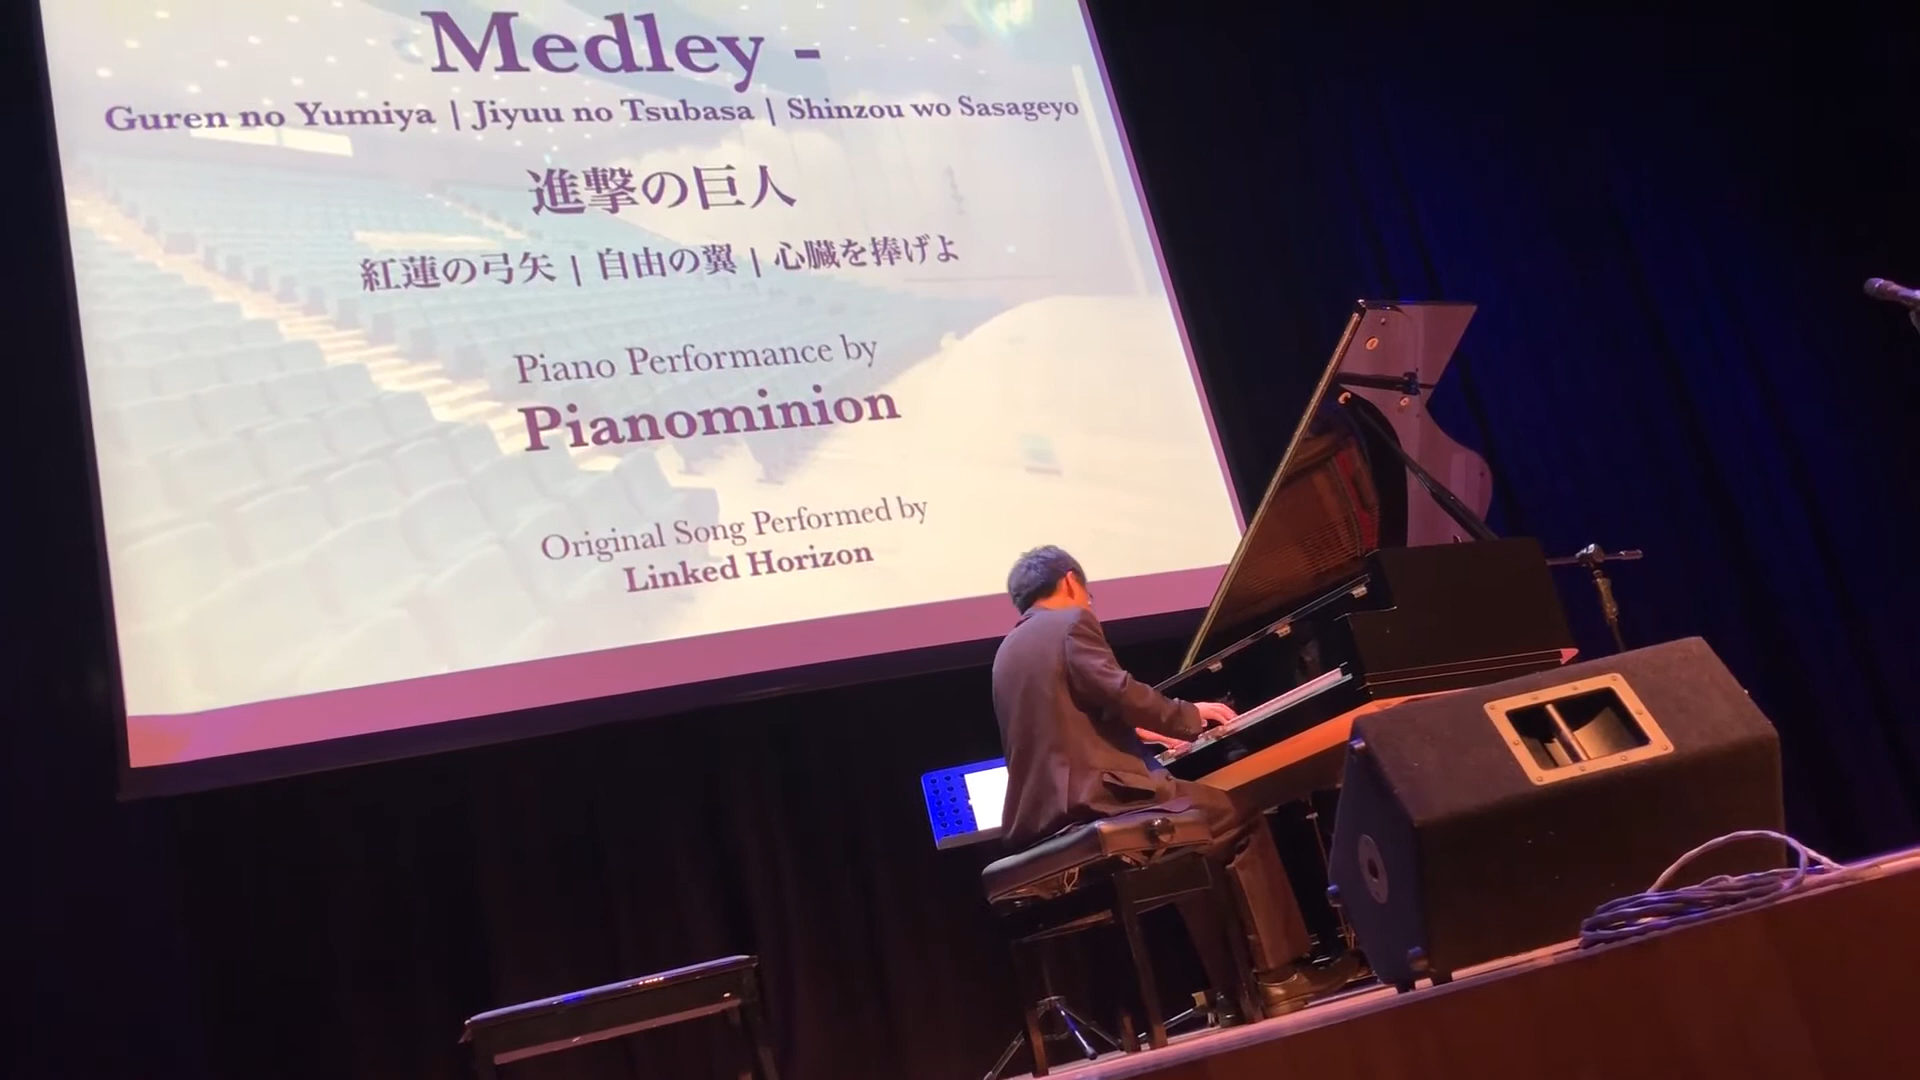 Medley -
Guren no Yumiya | Jiyuu no Tsubasa | Shinzou wo Sasageyo
進撃の巨人
紅蓮の弓矢 | 自由の翼 | 心臓を捧げよ
Piano Performance by
Pianominion
Original Song Performed by
Linked Horizon